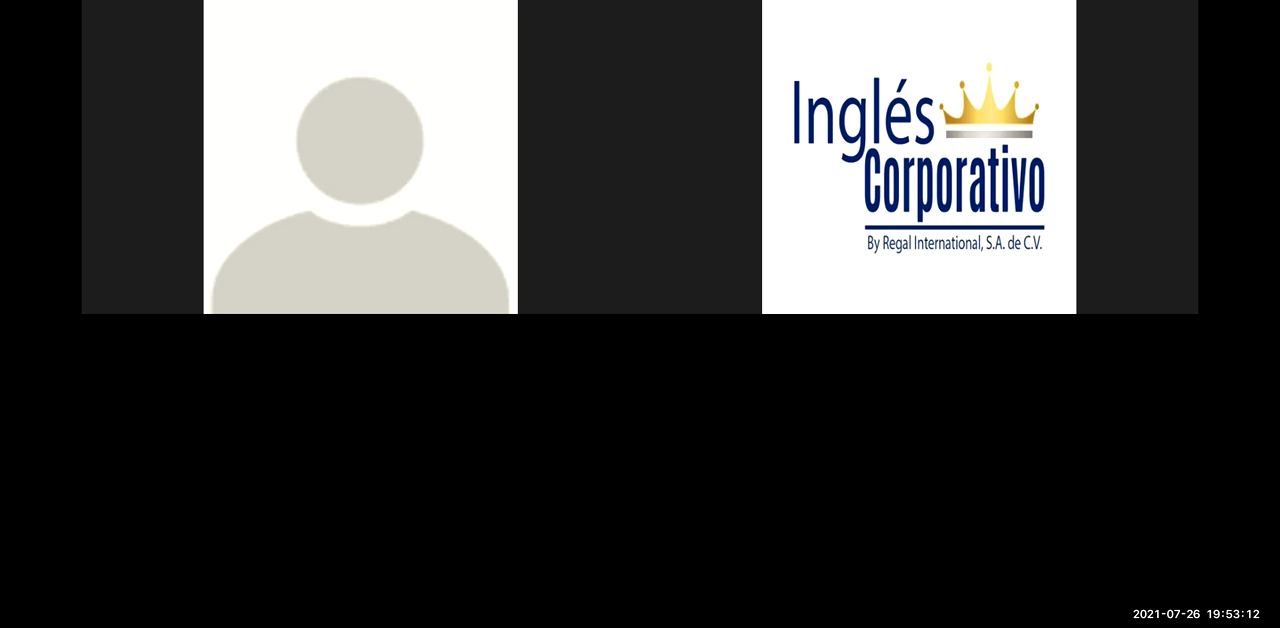 Inglés
Corporativo
By Regal International, S.A. de C.V.
2021-07-26 19:53:12